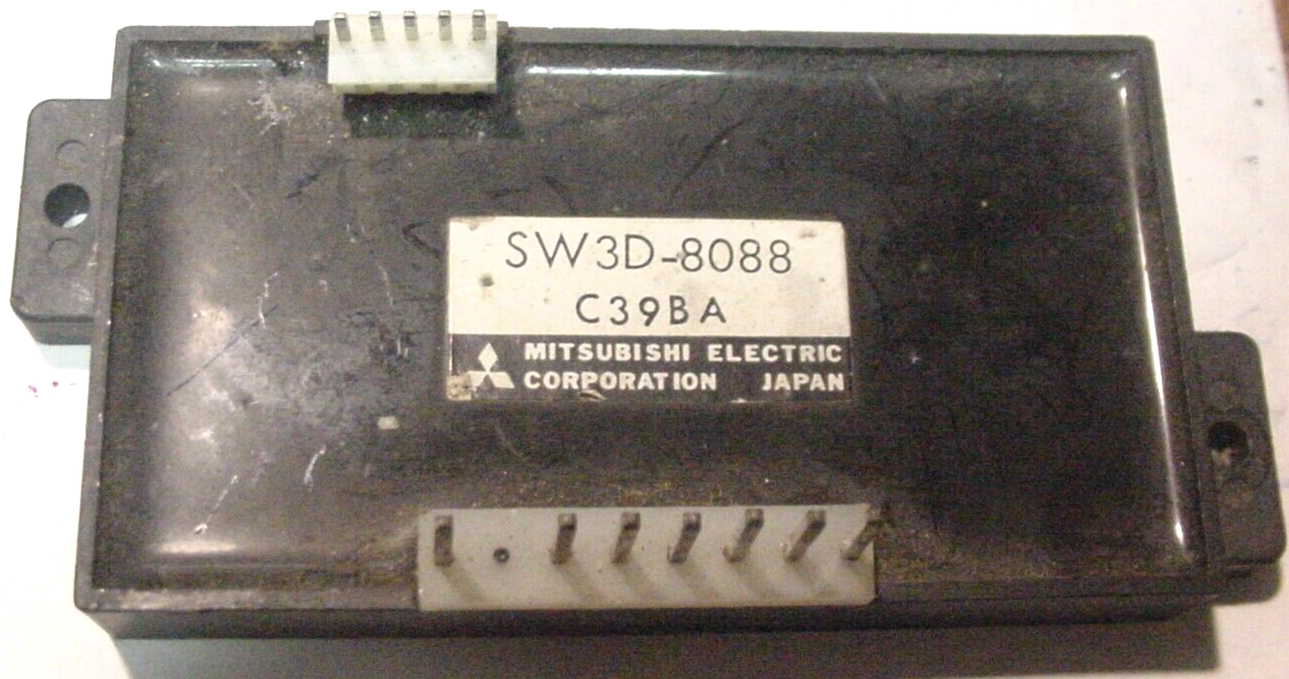 SW3D-8088
C39BA
MITSUBISHI ELECTRIC
CORPORATION JAPAN